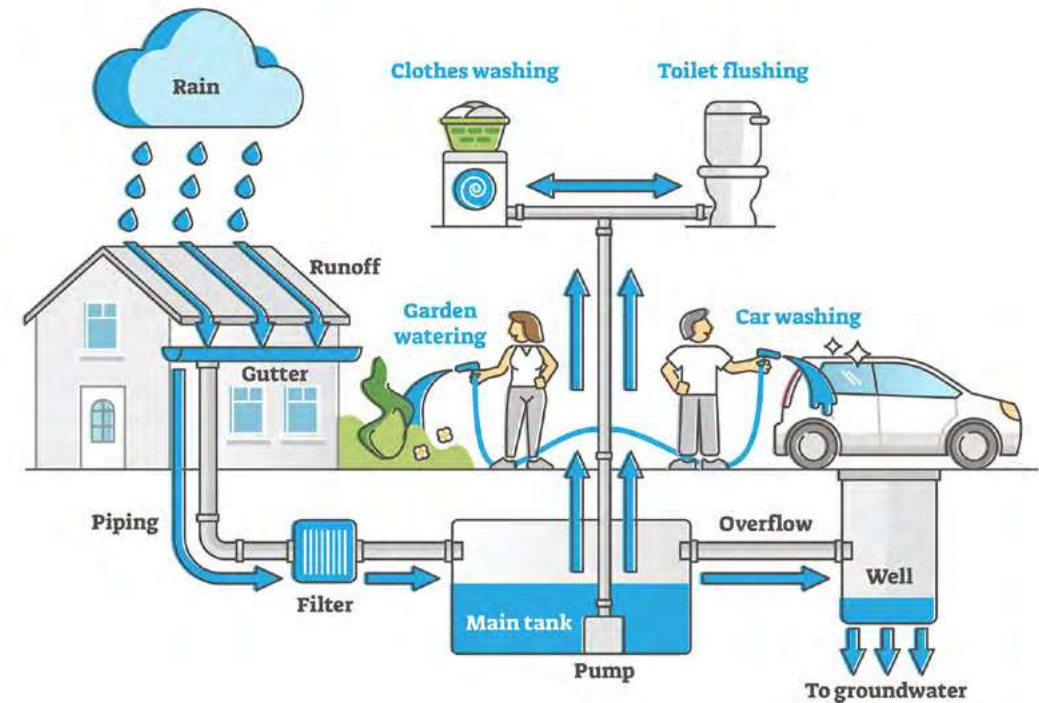 Rain
Clothes washing
Toilet flushing
Runoff
Gutter
Garden
watering
Car washing
Piping
Filter
Main tank
Pump
Overflow
Well
To groundwater